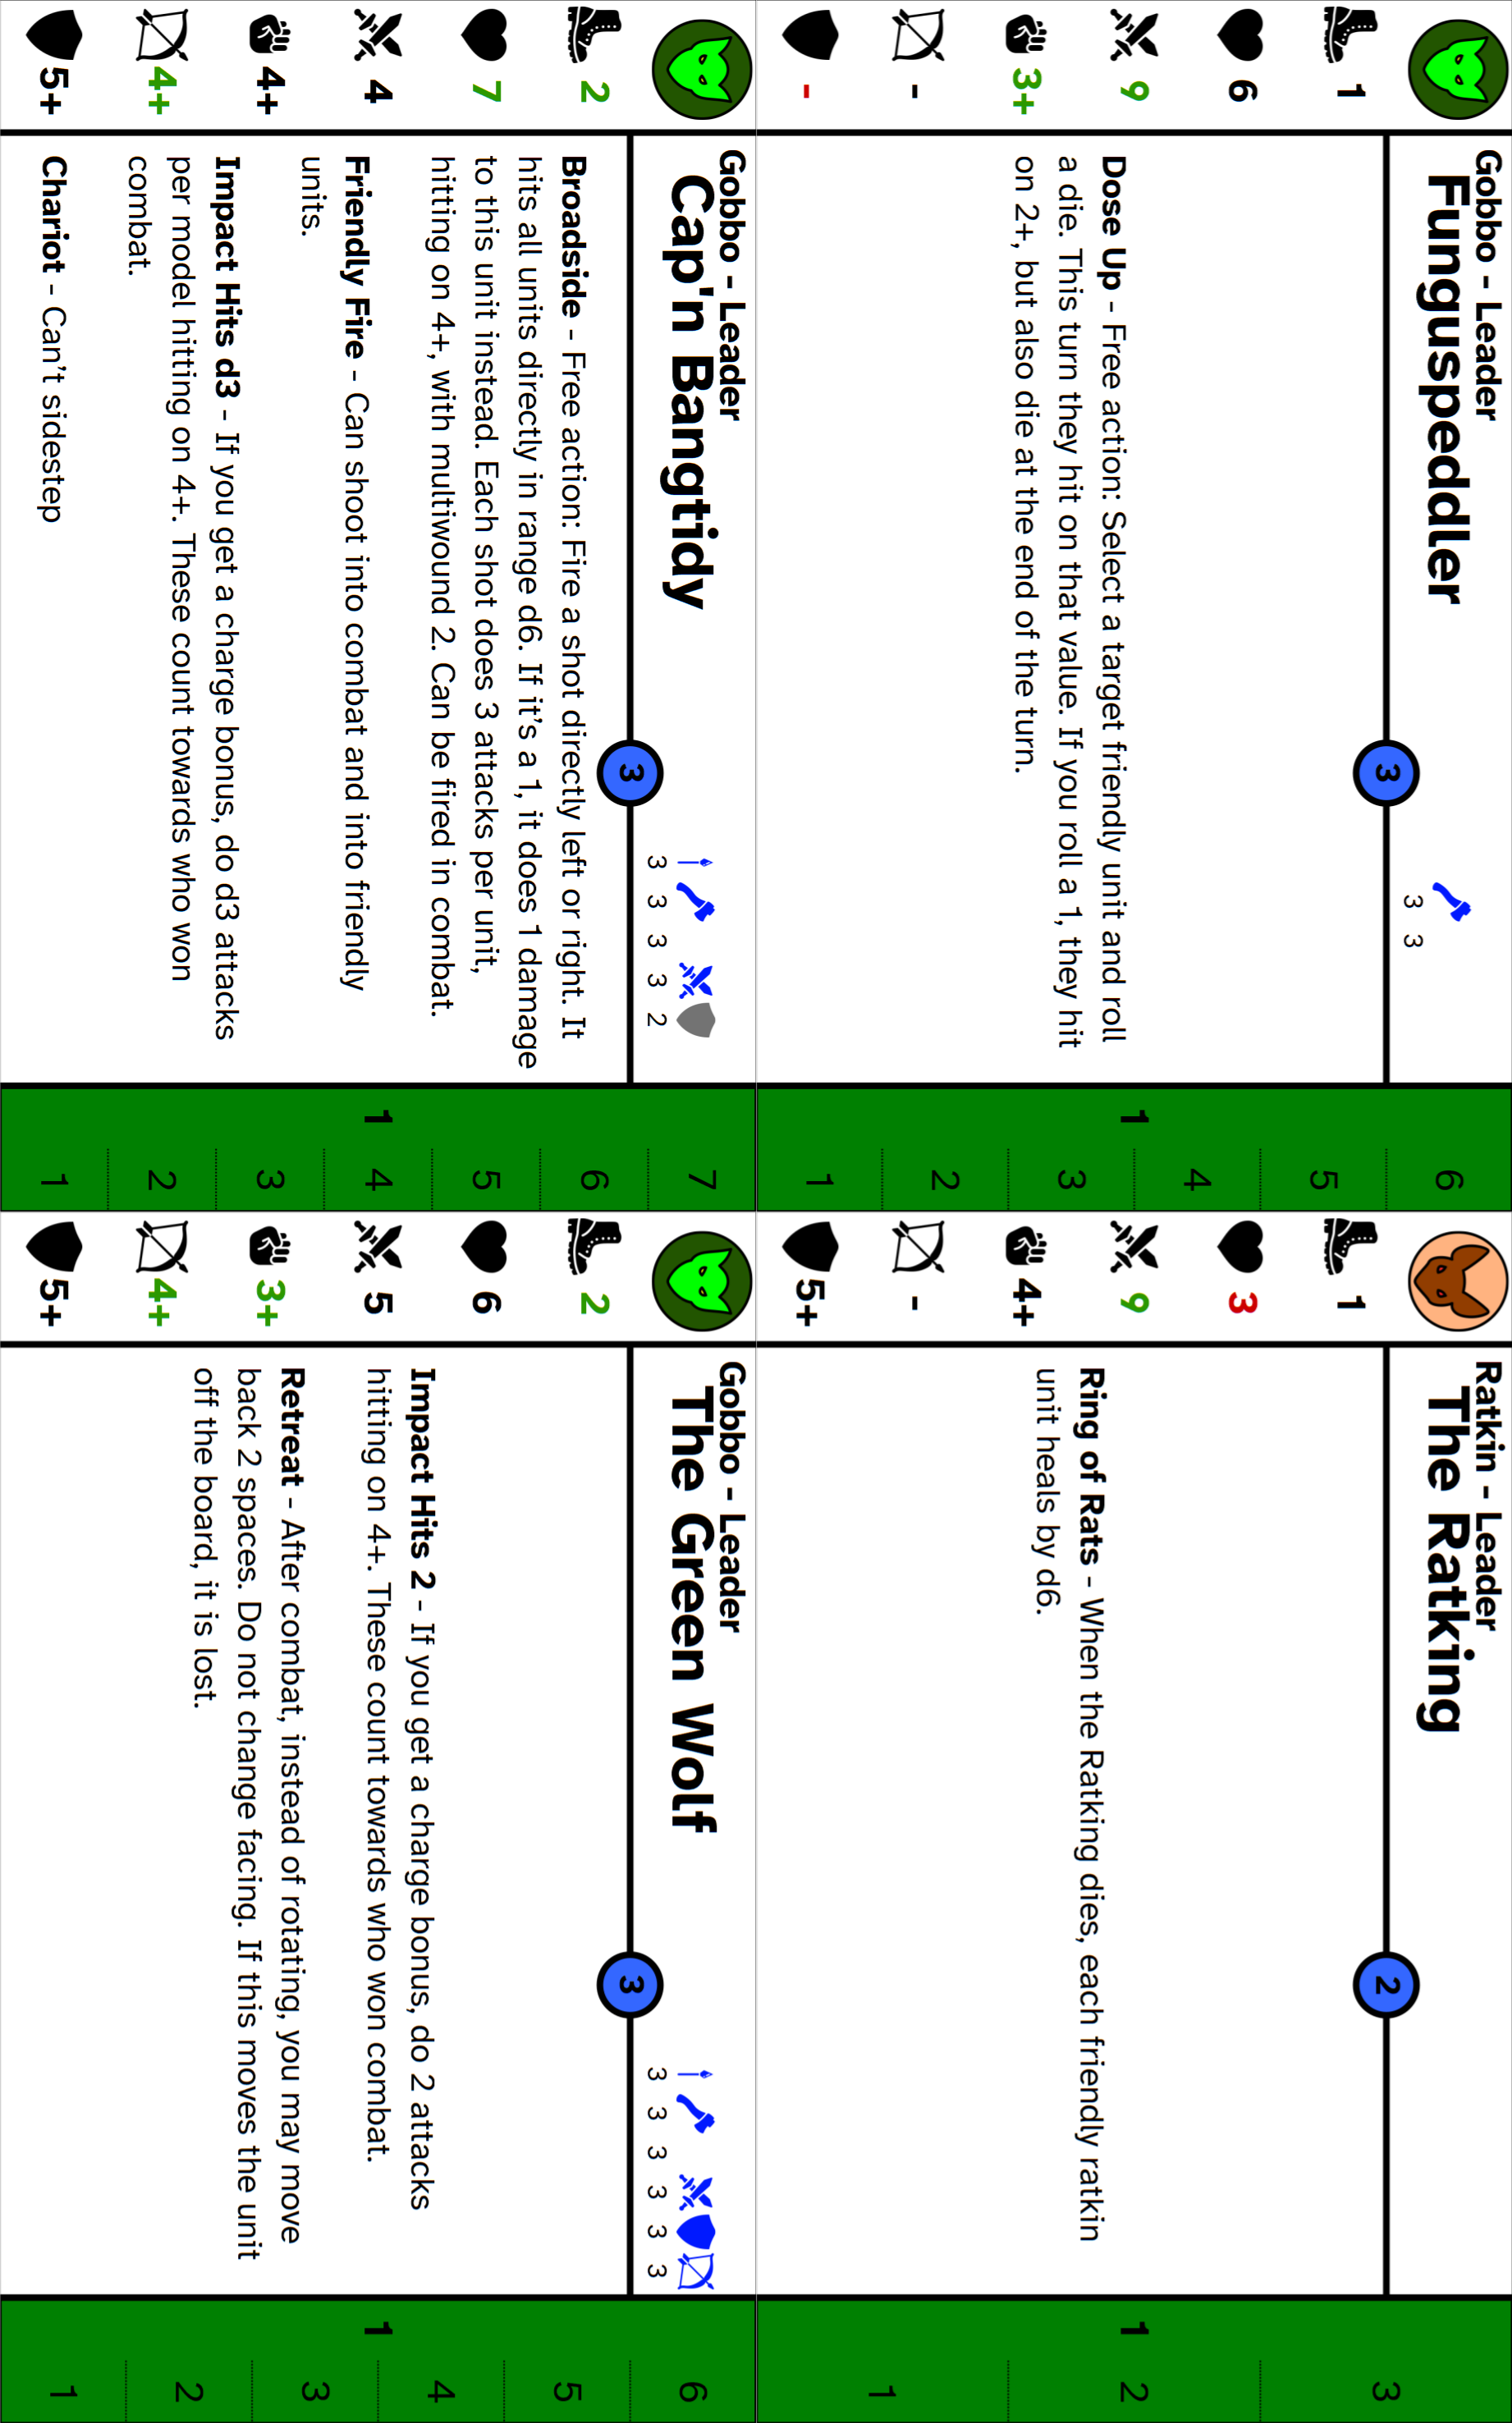 Gobbo - Leader
Funguspeddler
3
3 3
1
6
9
3+
-
-
Dose Up - Free action: Select a target friendly unit and roll
a die. This turn they hit on that value. If you roll a 1, they hit
on 2+, but also die at the end of the turn.
1
6
5
4
3
2
1
Ratkin - Leader
The Ratking
2
1
3
9
4+
-
5+
Ring of Rats - When the Ratking dies, each friendly ratkin
unit heals by d6.
1
3
2
1
Gobbo - Leader
Cap'n Bangtidy
3
3 3 3 3 2
2
7
4
4+
4+
5+
Broadside - Free action: Fire a shot directly left or right. It
hits all units directly in range d6. If it's a 1, it does 1 damage
to this unit instead. Each shot does 3 attacks per unit,
hitting on 4+, with multiwound 2. Can be fired in combat.
Friendly Fire - Can shoot into combat and into friendly
units.
Impact Hits d3 - If you get a charge bonus, do d3 attacks
per model hitting on 4+. These count towards who won
combat.
Chariot - Can't sidestep
1
7
6
5
4
3
2
1
Gobbo - Leader
The Green Wolf
3
3 3 3 3 3 3
2
6
5
3+
4+
5+
Impact Hits 2 - If you get a charge bonus, do 2 attacks
hitting on 4+. These count towards who won combat.
Retreat - After combat, instead of rotating, you may move
back 2 spaces. Do not change facing. If this moves the unit
off the board, it is lost.
1
6
5
4
3
2
1